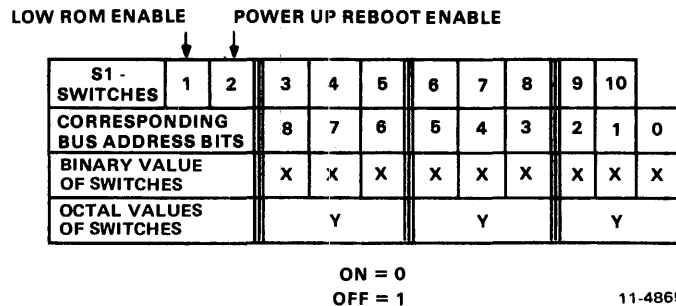 LOW ROM ENABLE POWER UP REBOOT ENABLE
S1 - SWITCHES 1 2 3 4 5 6 7 8 9 10
CORRESPONDING BUS ADDRESS BITS 8 7 6 5 4 3 2 1 0
BINARY VALUE OF SWITCHES X X X X X X X X X
OCTAL VALUES OF SWITCHES Y Y Y
ON = 0
OFF = 1
11-4869